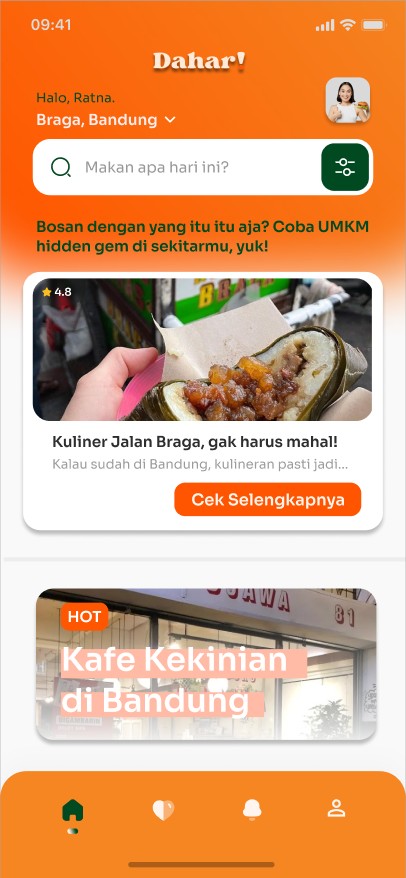 09:41
Dahar!
Halo, Ratna.
Braga, Bandung
Makan apa hari ini?
Bosan dengan yang itu itu aja? Coba UMKM
hidden gem di sekitarmu, yuk!
4.8
Kuliner Jalan Braga, gak harus mahal!
Kalau sudah di Bandung, kulineran pasti jadi...
Cek Selengkapnya
81
HOT
Kafe Kekinian
di Bandung